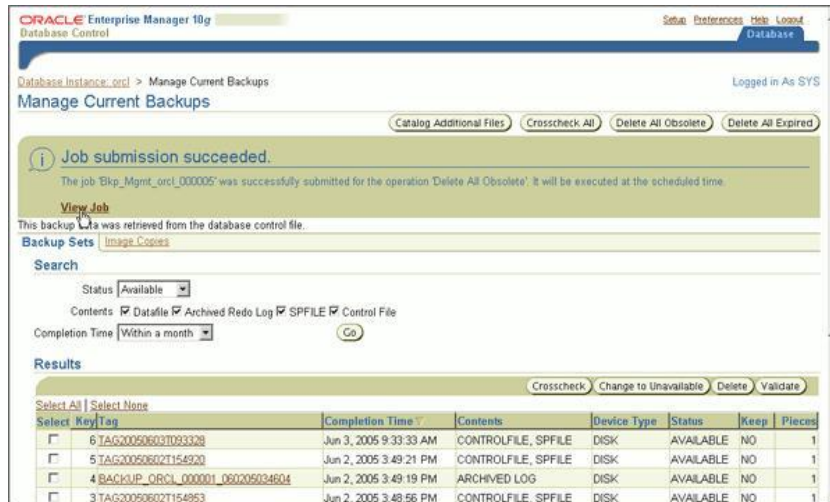 ORACLE Enterprise Manager 10g
Database Control
Setup Preferences Help Logout
Database
Database Instance: orcl > Manage Current Backups
Logged in As SYS
Manage Current Backups
Catalog Additional Files Crosscheck All Delete All Obsolete Delete All Expired
Job submission succeeded.
The job 'Bkp_Mgmt_orcl_000005' was successfully submitted for the operation 'Delete All Obsolete'. It will be executed at the scheduled time.
View Job
This backup data was retrieved from the database control file.
Backup Sets Image Copies
Search
Status Available
Contents Datafile Archived Redo Log SPFILE Control File
Completion Time Within a month Go
Results
Crosscheck Change to Unavailable Delete Validate
Select All | Select None
Select Key Tag Completion Time Contents Device Type Status Keep Pieces
6 TAG20050603T093328 Jun 3, 2005 9:33:33 AM CONTROLFILE, SPFILE DISK AVAILABLE NO 1
5 TAG20050602T154920 Jun 2, 2005 3:49:21 PM CONTROLFILE, SPFILE DISK AVAILABLE NO 1
4 BACKUP_ORCL_000001_060205034604 Jun 2, 2005 3:49:19 PM ARCHIVED LOG DISK AVAILABLE NO 1
3 TAG20050602T154853 Jun 2, 2005 3:48:56 PM CONTROLFILE, SPFILE DISK AVAILABLE NO 1